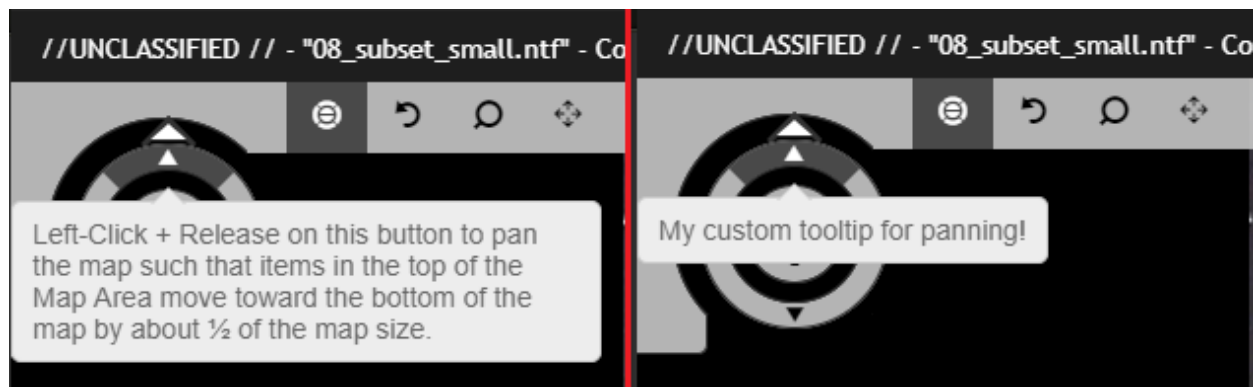 //UNCLASSIFIED // - "08_subset_small.ntf" - Co
Left-Click + Release on this button to pan
the map such that items in the top of the
Map Area move toward the bottom of the
map by about ½ of the map size.
//UNCLASSIFIED // - "08_subset_small.ntf" - Co
My custom tooltip for panning!